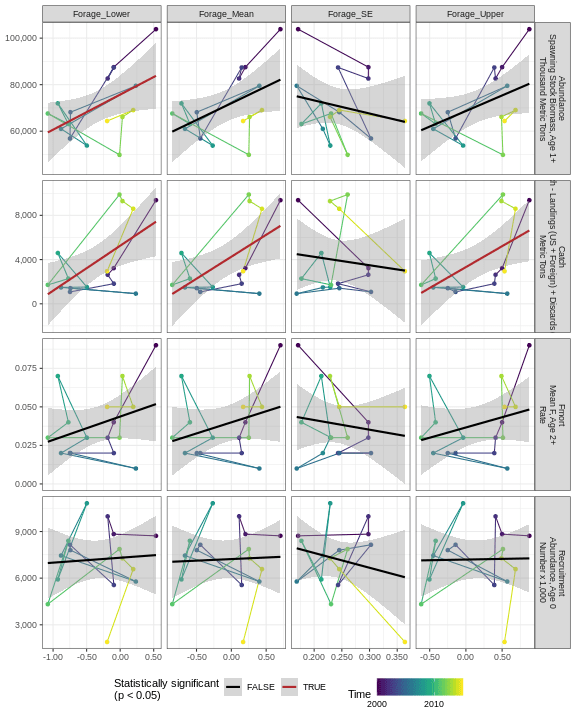 Forage_Lower Forage_Mean Forage_SE Forage_Upper
100,000
80,000
60,000
Abundance
Spawning Stock Biomass, Age 1+
Thousand Metric Tons
8,000
4,000
0
Catch
h - Landings (US + Foreign) + Discards
Metric Tons
0.075
0.050
0.025
0.000
Fmort
Mean F, Age 2+
Rate
9,000
6,000
3,000
Recruitment
Abundance, Age 0
Number x 1,000
-1.00 -0.50 0.00 0.50 -0.50 0.00 0.50 0.200 0.250 0.300 0.350 -0.50 0.00 0.50
Statistically significant
(p < 0.05)
FALSE TRUE
Time
2000 2010